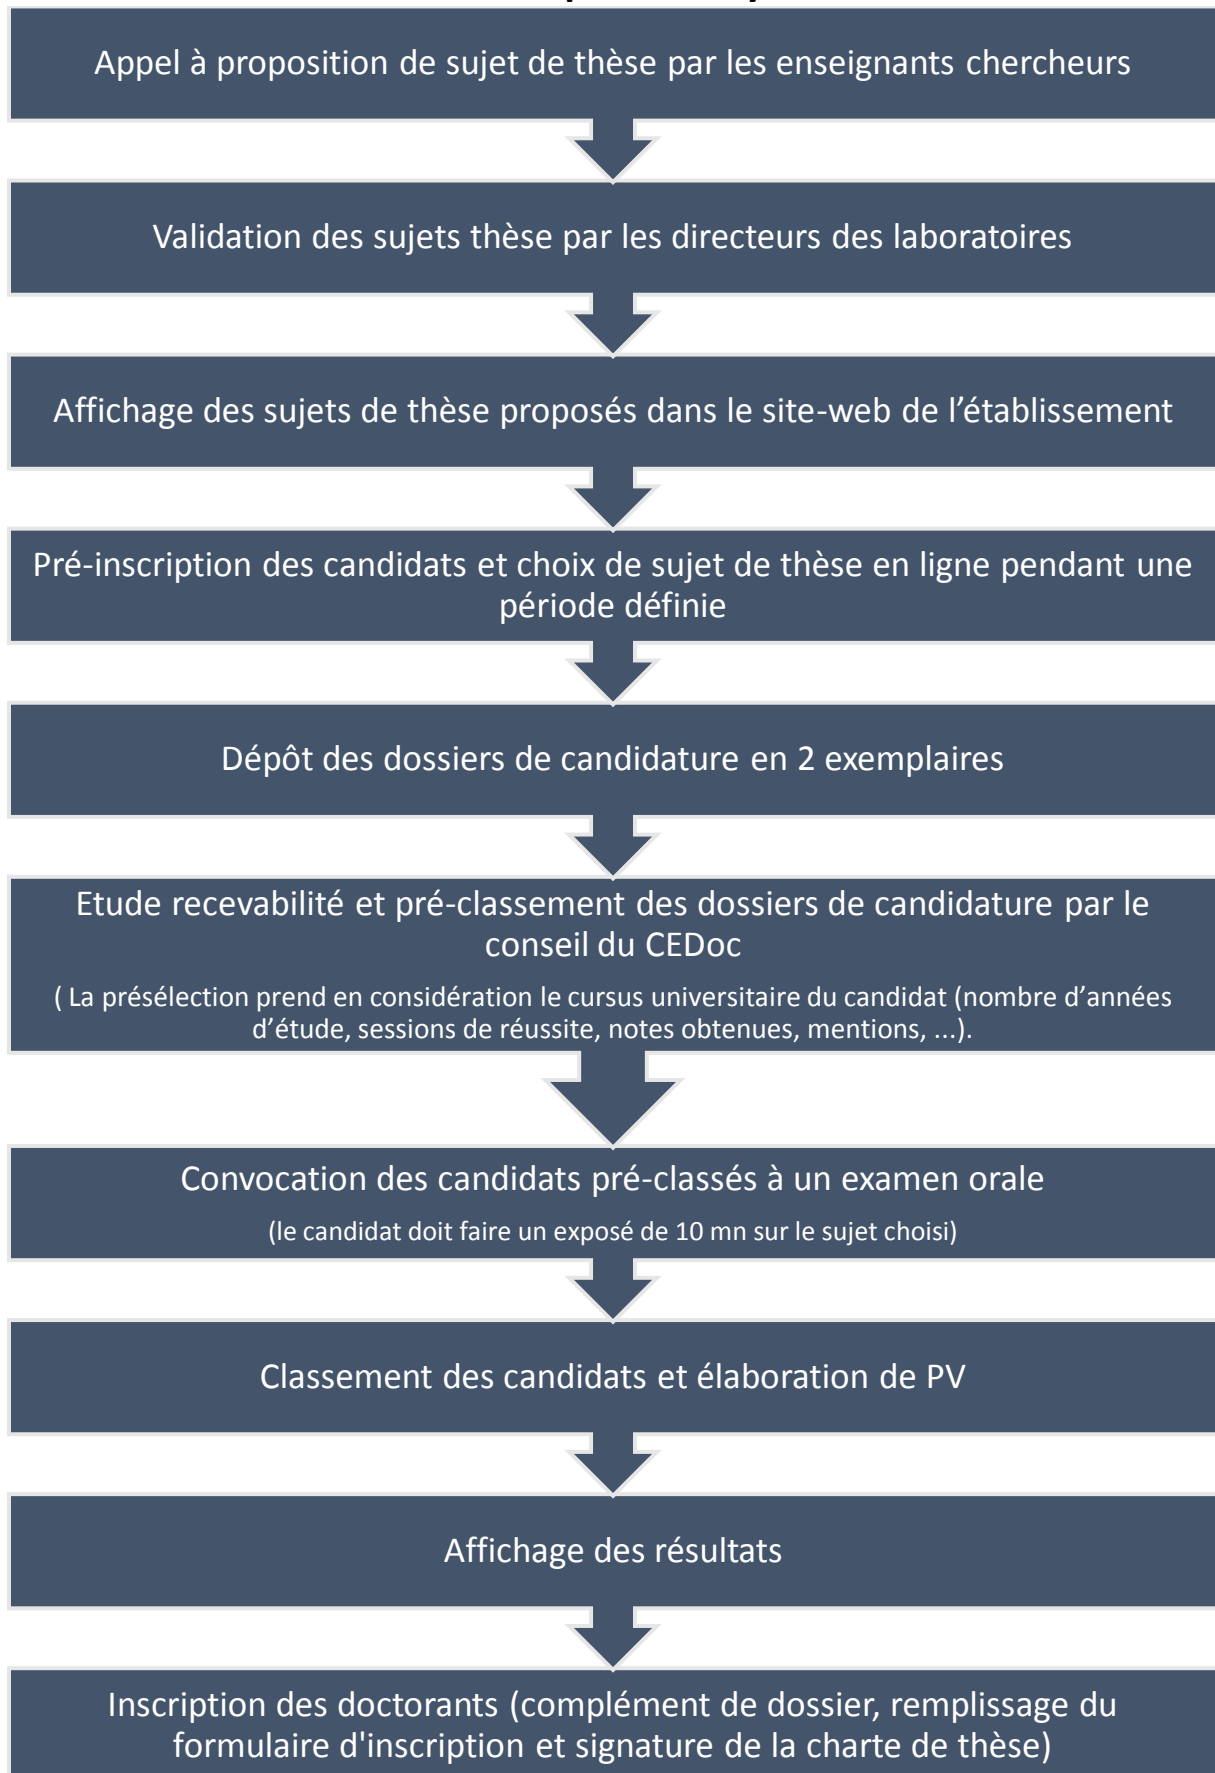 Appel à proposition de sujet de thèse par les enseignants chercheurs
Validation des sujets thèse par les directeurs des laboratoires
Affichage des sujets de thèse proposés dans le site-web de l’établissement
Pré-inscription des candidats et choix de sujet de thèse en ligne pendant une
période définie
Dépôt des dossiers de candidature en 2 exemplaires
Etude recevabilité et pré-classement des dossiers de candidature par le
conseil du CEDoc
( La présélection prend en considération le cursus universitaire du candidat (nombre d’années
d’étude, sessions de réussite, notes obtenues, mentions, ...).
Convocation des candidats pré-classés à un examen orale
(le candidat doit faire un exposé de 10 mn sur le sujet choisi)
Classement des candidats et élaboration de PV
Affichage des résultats
Inscription des doctorants (complément de dossier, remplissage du
formulaire d'inscription et signature de la charte de thèse)